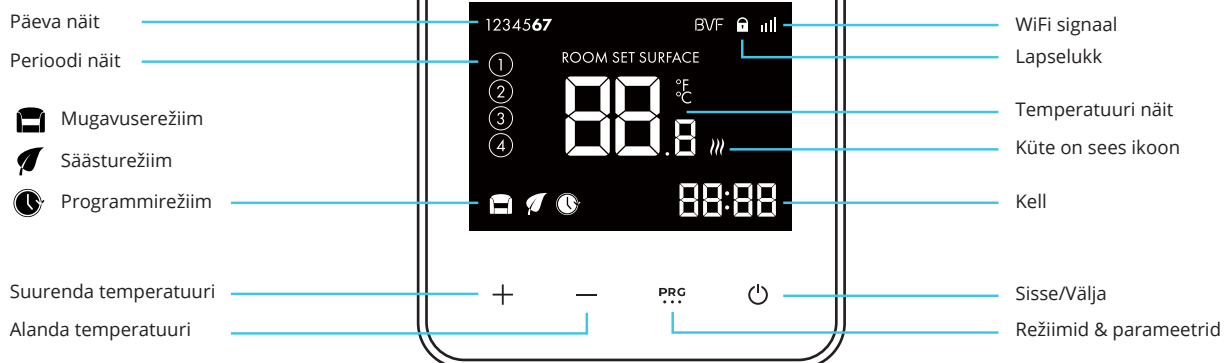 Päeva näit
Perioodi näit
Mugavuserežiim
Säästurežiim
Programmirežiim
Suurenda temperatuuri
Alanda temperatuuri
1234567
BVF
ROOM SET SURFACE
1
2
3
4
88.8
°F
°C
88:88
PRG
WiFi signaal
Lapselukk
Temperatuuri näit
Küte on sees ikoon
Kell
Sisse/Välja
Režiimid & parameetrid